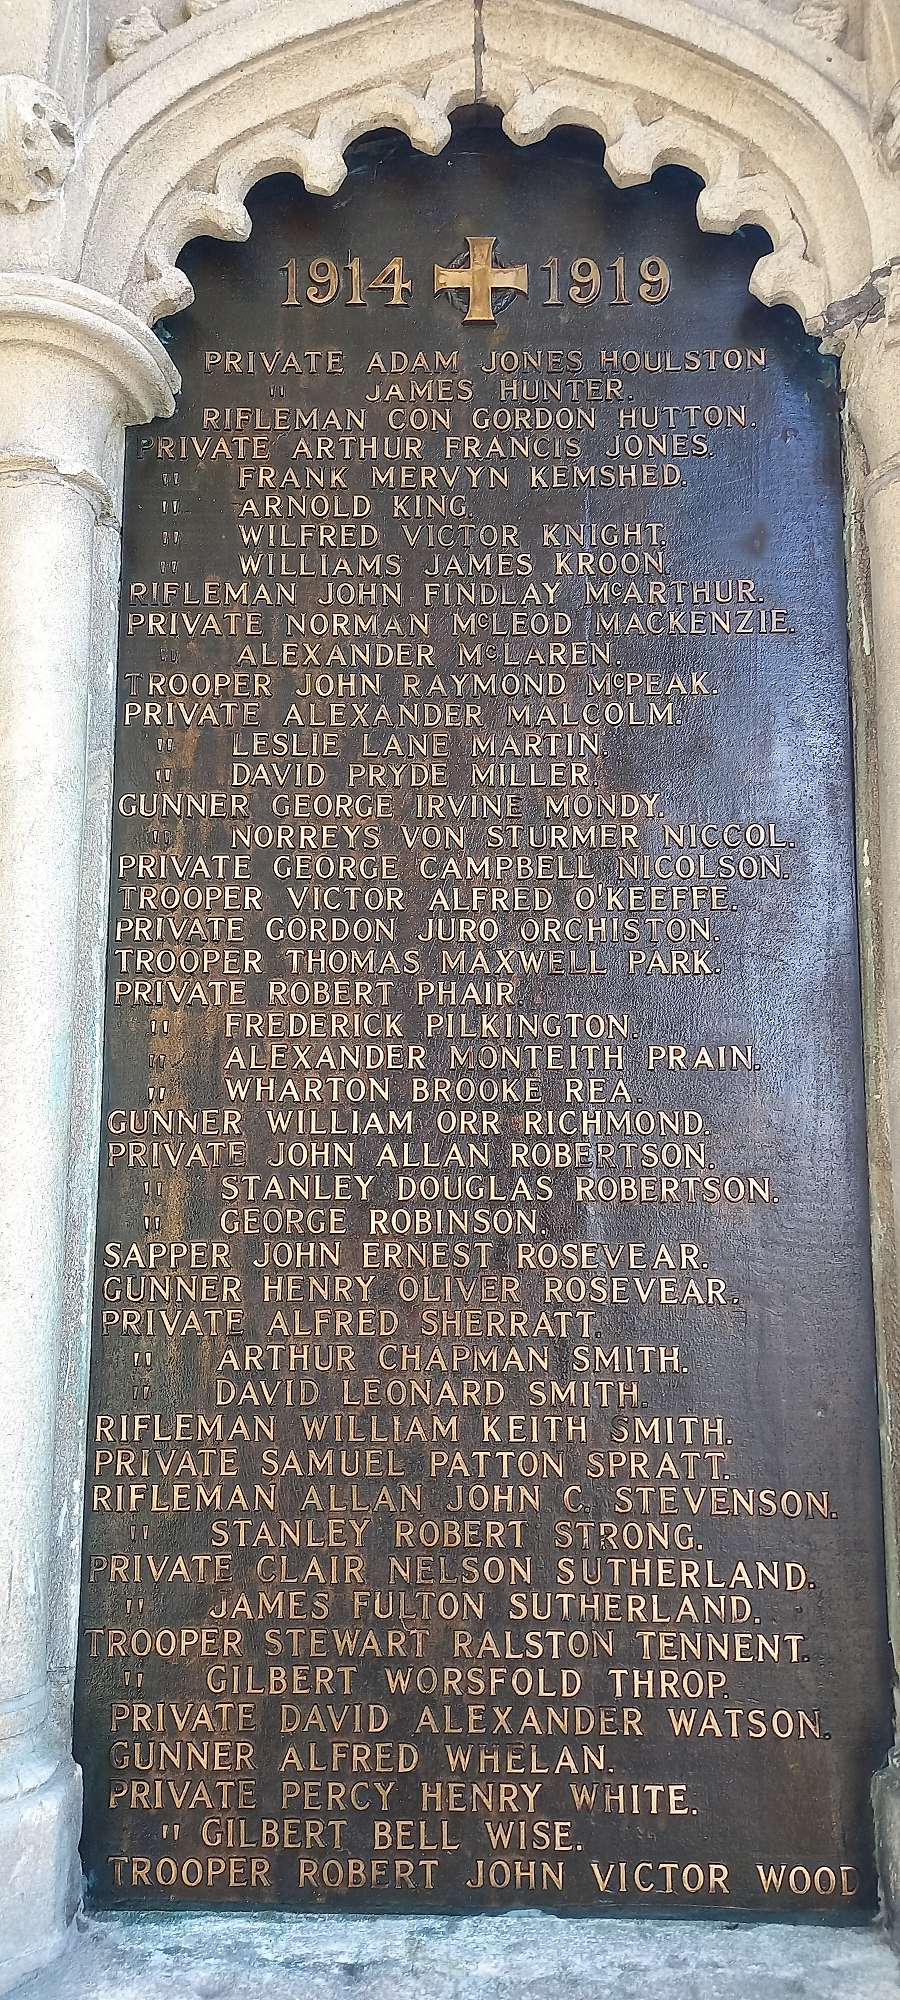 1914 1919
PRIVATE ADAM JONES HOULSTON
" JAMES HUNTER.
RIFLEMAN CON GORDON HUTTON.
PRIVATE ARTHUR FRANCIS JONES.
" FRANK MERVYN KEMSHED.
" ARNOLD KING.
" WILFRED VICTOR KNIGHT.
" WILLIAMS JAMES KROON.
RIFLEMAN JOHN FINDLAY McARTHUR.
PRIVATE NORMAN McLEOD MACKENZIE.
" ALEXANDER McLAREN.
TROOPER JOHN RAYMOND McPEAK.
PRIVATE ALEXANDER MALCOLM.
" LESLIE LANE MARTIN.
" DAVID PRYDE MILLER.
GUNNER GEORGE IRVINE MONDY.
" NORREYS VON STURMER NICCOL.
PRIVATE GEORGE CAMPBELL NICOLSON.
TROOPER VICTOR ALFRED O'KEEFFE.
PRIVATE GORDON JURO ORCHISTON.
TROOPER THOMAS MAXWELL PARK.
PRIVATE ROBERT PHAIR.
" FREDERICK PILKINGTON.
" ALEXANDER MONTEITH PRAIN.
" WHARTON BROOKE REA.
GUNNER WILLIAM ORR RICHMOND.
PRIVATE JOHN ALLAN ROBERTSON.
" STANLEY DOUGLAS ROBERTSON.
" GEORGE ROBINSON.
SAPPER JOHN ERNEST ROSEVEAR.
GUNNER HENRY OLIVER ROSEVEAR.
PRIVATE ALFRED SHERRATT.
" ARTHUR CHAPMAN SMITH.
" DAVID LEONARD SMITH.
RIFLEMAN WILLIAM KEITH SMITH.
PRIVATE SAMUEL PATTON SPRATT.
RIFLEMAN ALLAN JOHN C. STEVENSON.
" STANLEY ROBERT STRONG.
PRIVATE CLAIR NELSON SUTHERLAND.
" JAMES FULTON SUTHERLAND.
TROOPER STEWART RALSTON TENNENT.
" GILBERT WORSFOLD THROP.
PRIVATE DAVID ALEXANDER WATSON.
GUNNER ALFRED WHELAN.
PRIVATE PERCY HENRY WHITE.
" GILBERT BELL WISE.
TROOPER ROBERT JOHN VICTOR WOOD